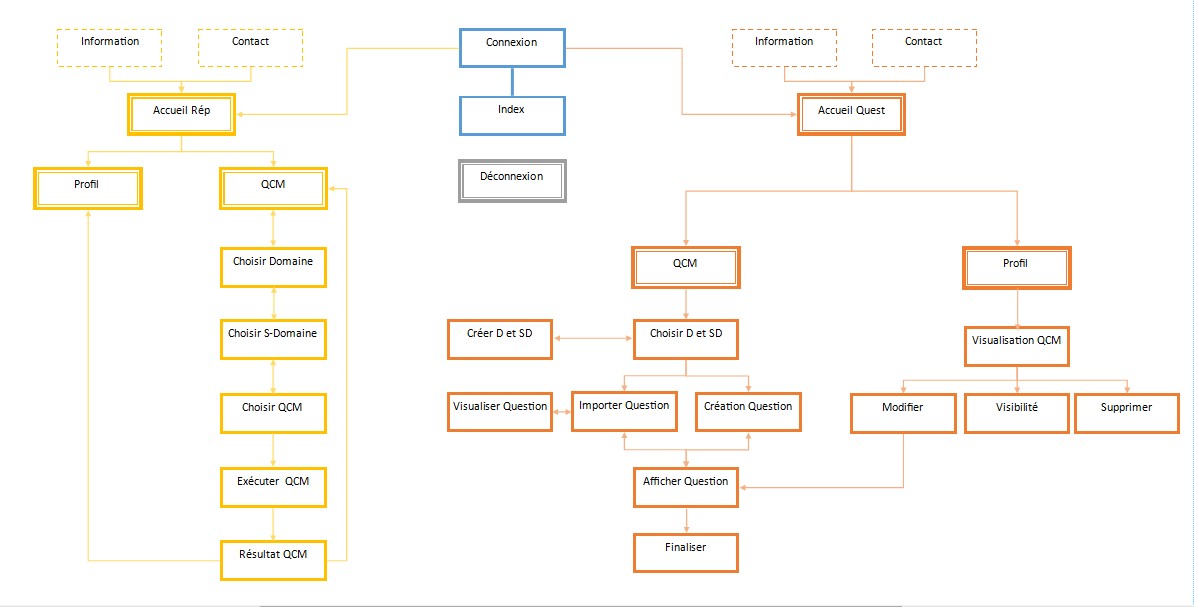 Information
Contact
Connexion
Information
Contact
Accueil Rép
Index
Accueil Quest
Profil
QCM
Déconnexion
Choisir Domaine
QCM
Profil
Choisir S-Domaine
Créer D et SD
Choisir D et SD
Visualisation QCM
Choisir QCM
Visualiser Question
Importer Question
Création Question
Modifier
Visibilité
Supprimer
Exécuter QCM
Afficher Question
Résultat QCM
Finaliser